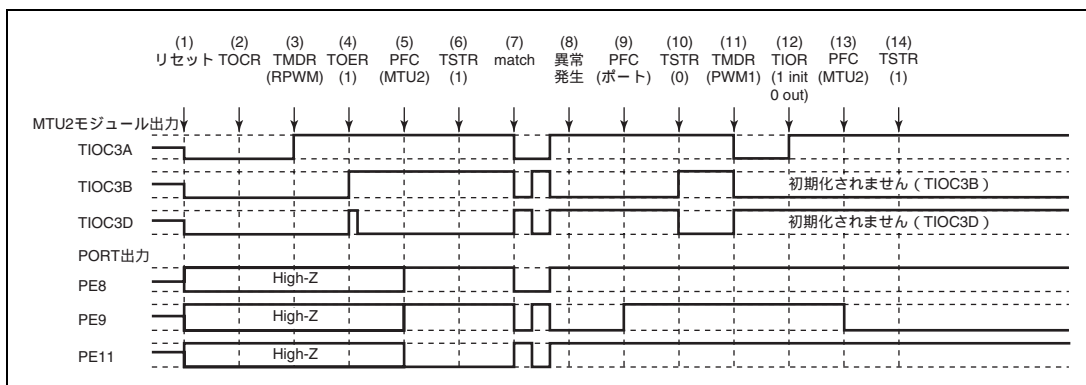 (1) (2) (3) (4) (5) (6) (7) (8) (9) (10) (11) (12) (13) (14)
リセット TOCR TMDR TOER PFC TSTR match 異常 PFC TSTR TMDR TIOR PFC TSTR
(RPWM) (1) (MTU2) (1) 発生 (ポート) (0) (PWM1) (1 init (MTU2) (1)
0 out)
MTU2モジュール出力
TIOC3A
TIOC3B 初期化されません（TIOC3B）
TIOC3D 初期化されません（TIOC3D）
PORT出力
PE8 High-Z
PE9 High-Z
PE11 High-Z